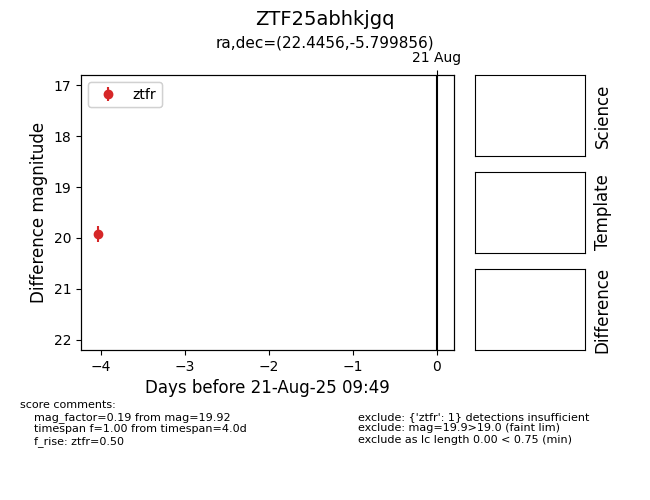 ZTF25abhkjgq
ra,dec=(22.4456,-5.799856)
21 Aug
ztfr
17
18
19
20
21
22
Difference magnitude
−4
−3
−2
−1
0
Days before 21-Aug-25 09:49
Science
Template
Difference
score comments:
mag_factor=0.19 from mag=19.92
timespan f=1.00 from timespan=4.0d
f_rise: ztfr=0.50
exclude: {'ztfr': 1} detections insufficient
exclude: mag=19.9>19.0 (faint lim)
exclude as lc length 0.00 < 0.75 (min)